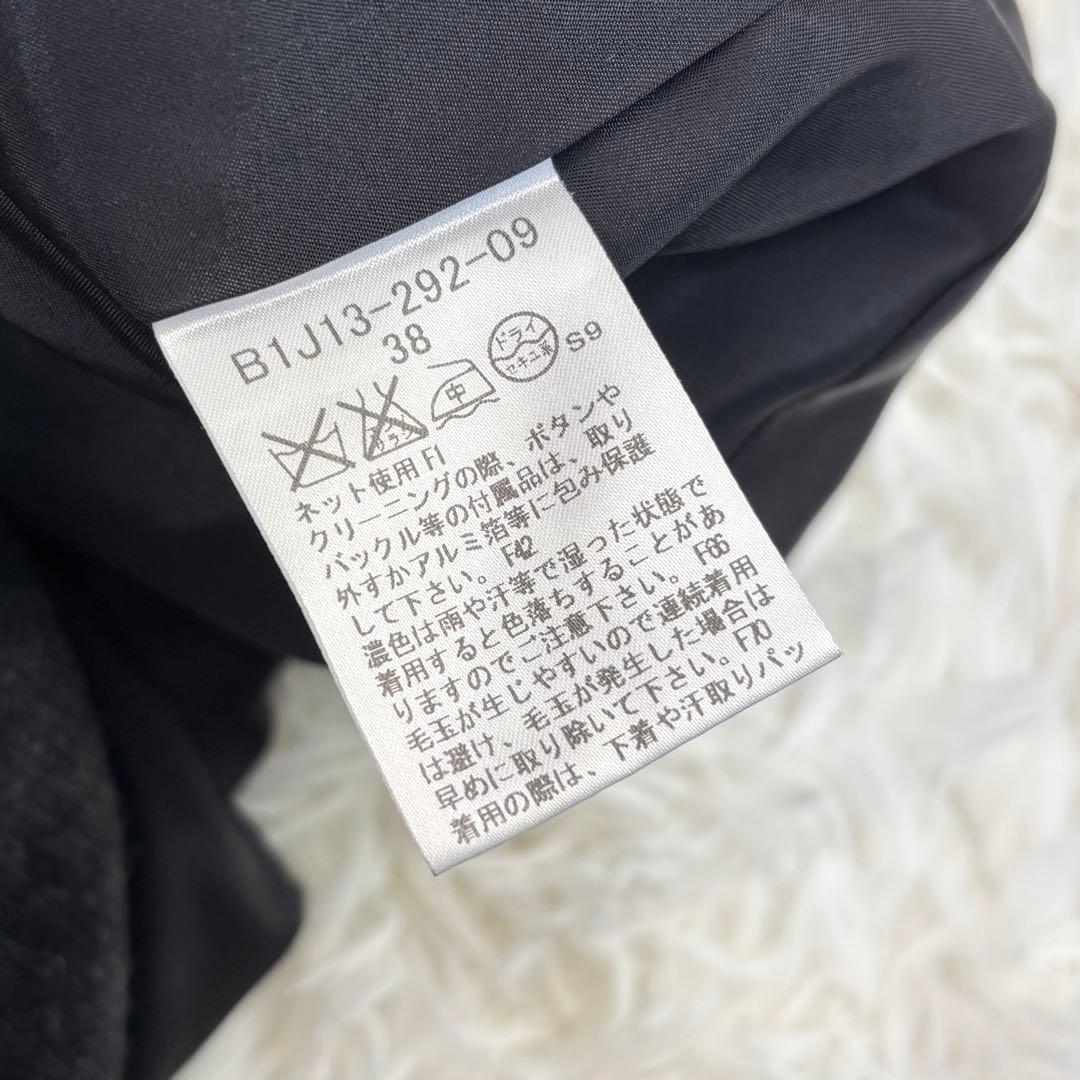 B1J13-292-09
38
エンソサラシ 中 ドライ セキユ系 S9
ネット使用 F1
クリーニングの際、ボタンや
バックル等の付属品は、取り
外すかアルミ箔等に包み保護
して下さい。 F42
濃色は雨や汗等で湿った状態で
着用すると色落ちすることがあ
りますのでご注意下さい。 F66
毛玉が生じやすいので連続着用
は避け、毛玉が発生した場合は
早めに取り除いて下さい。F70
着用の際は、下着や汗取りパッ